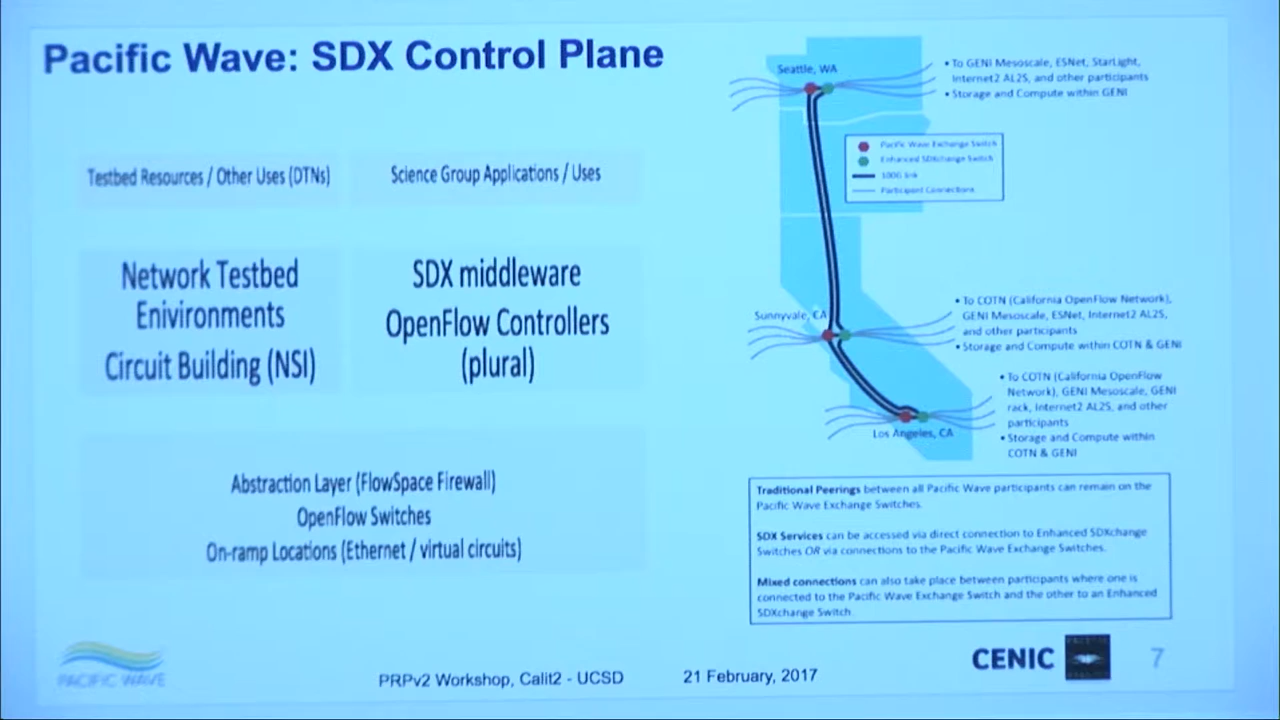 Pacific Wave: SDX Control Plane
Testbed Resources / Other Uses (DTNs)
Science Group Applications / Uses
Network Testbed
Enivironments
Circuit Building (NSI)
SDX middleware
OpenFlow Controllers
(plural)
Abstraction Layer (FlowSpace Firewall)
OpenFlow Switches
On-ramp Locations (Ethernet / virtual circuits)
Seattle, WA
• To GENI Mesoscale, ESNet, StarLight,
Internet2 AL2S, and other participants
• Storage and Compute within GENI
Pacific Wave Exchange Switch
Enhanced SDXchange Switch
100G link
Participant Connections
Sunnyvale, CA
• To COTN (California OpenFlow Network),
GENI Mesoscale, ESNet, Internet2 AL2S,
and other participants
• Storage and Compute within COTN & GENI
Los Angeles, CA
• To COTN (California OpenFlow
Network), GENI Mesoscale, GENI
rack, Internet2 AL2S, and other
participants
• Storage and Compute within
COTN & GENI
Traditional Peerings between all Pacific Wave participants can remain on the
Pacific Wave Exchange Switches.
SDX Services can be accessed via direct connection to Enhanced SDXchange
Switches OR via connections to the Pacific Wave Exchange Switches.
Mixed connections can also take place between participants where one is
connected to the Pacific Wave Exchange Switch and the other to an Enhanced
SDXchange Switch
PACIFIC WAVE
PRPv2 Workshop, Calit2 - UCSD
21 February, 2017
CENIC
7